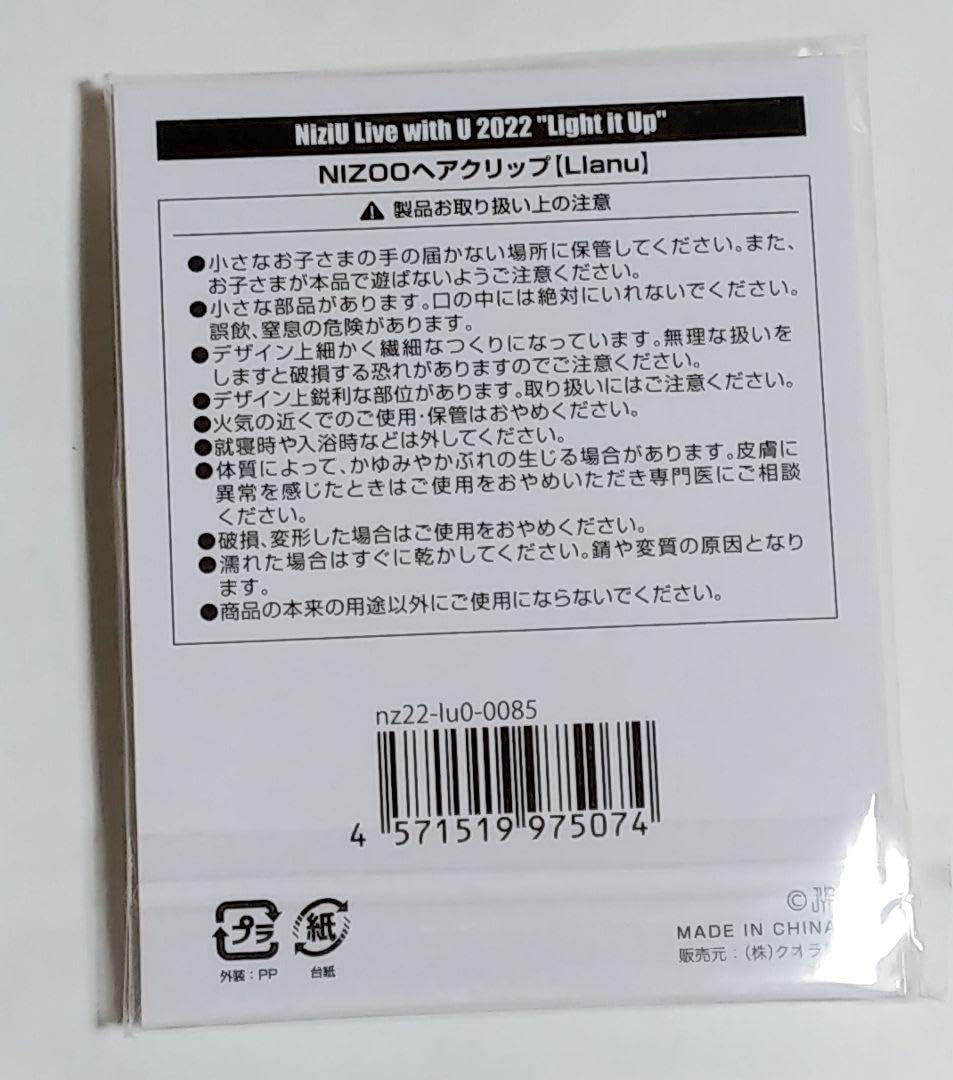 NiziU Live with U 2022 "Light it Up"
NIZOOヘアクリップ【Llanu】
製品お取り扱い上の注意
●小さなお子さまの手の届かない場所に保管してください。また、
お子さまが本品で遊ばないようご注意ください。
●小さな部品があります。口の中には絶対にいれないでください。
誤飲、窒息の危険があります。
●デザイン上細かく繊細なつくりになっています。無理な扱いを
しますと破損する恐れがありますのでご注意ください。
●デザイン上鋭利な部位があります。取り扱いにはご注意ください。
●火気の近くでのご使用・保管はおやめください。
●就寝時や入浴時などは外してください。
●体質によって、かゆみやかぶれの生じる場合があります。皮膚に
異常を感じたときはご使用をおやめいただき専門医にご相談
ください。
●破損、変形した場合はご使用をおやめください。
●濡れた場合はすぐに乾かしてください。錆や変質の原因となり
ます。
●商品の本来の用途以外にご使用にならないでください。
nz22-lu0-0085
4 571519 975074
プラ 紙
外装：PP 台紙
©
MADE IN CHINA
販売元：(株)クオラ